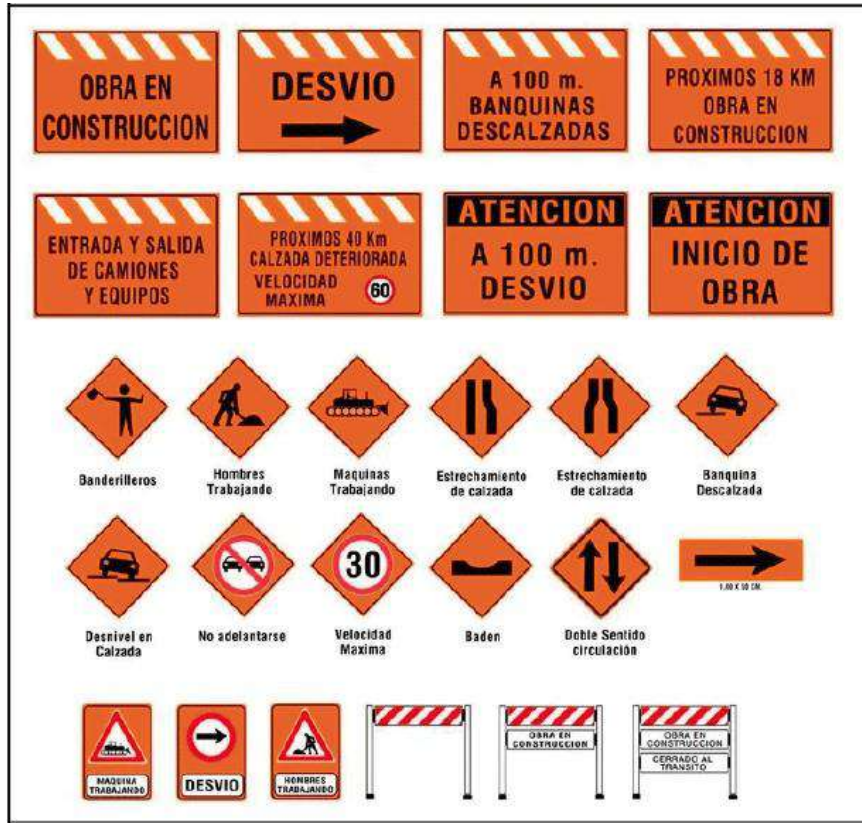 OBRA EN
CONSTRUCCION
DESVIO
A 100 m.
BANQUINAS
DESCALZADAS
PROXIMOS 18 KM
OBRA EN
CONSTRUCCION
ENTRADA Y SALIDA
DE CAMIONES
Y EQUIPOS
PROXIMOS 40 Km
CALZADA DETERIORADA
VELOCIDAD
MAXIMA 60
ATENCION
A 100 m.
DESVIO
ATENCION
INICIO DE
OBRA
Banderilleros
Hombres
Trabajando
Maquinas
Trabajando
Estrechamiento
de calzada
Estrechamiento
de calzada
Banquina
Descalzada
Desnivel en
Calzada
No adelantarse
30
Velocidad
Maxima
Baden
Doble Sentido
circulación
MAQUINA
TRABAJANDO
DESVIO
HOMBRES
TRABAJANDO
OBRA EN
CONSTRUCCION
OBRA EN
CONSTRUCCION
CERRADO AL
TRANSITO